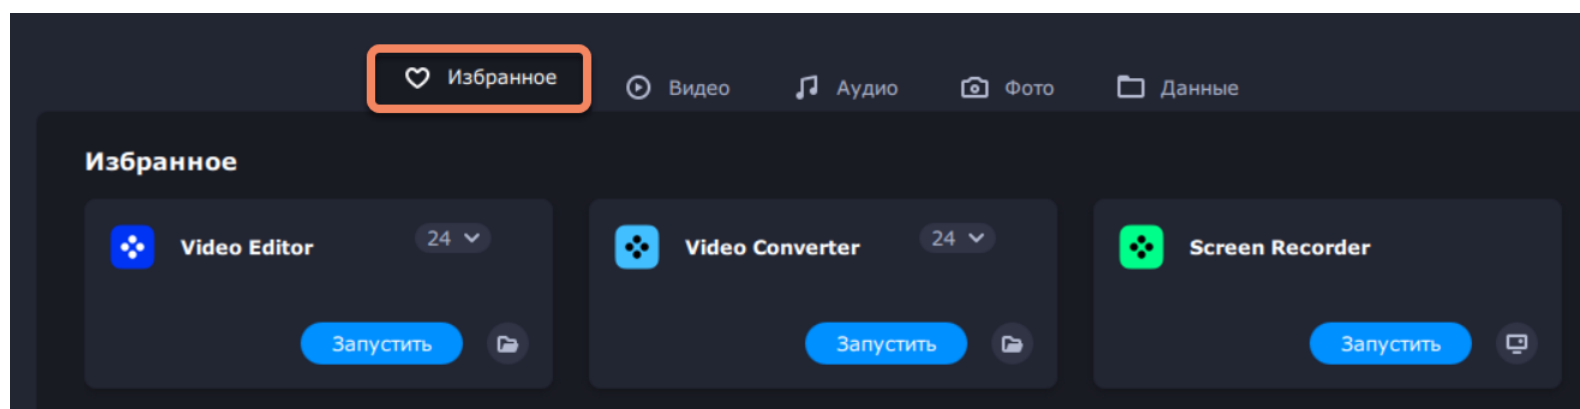 Избранное
Видео
Аудио
Фото
Данные
Избранное
Video Editor
24
Video Converter
24
Screen Recorder
Запустить
Запустить
Запустить